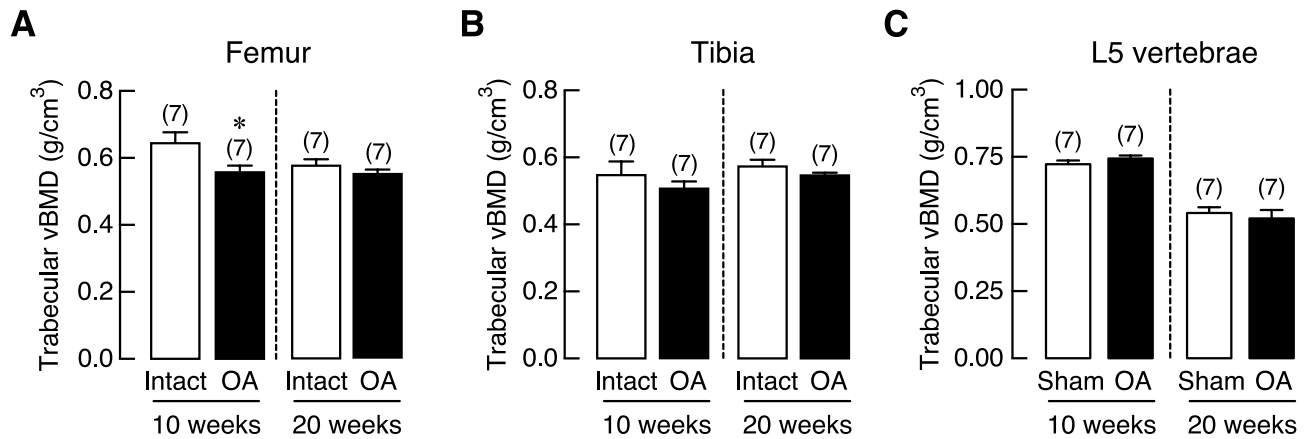 A
Femur
Trabecular vBMD (g/cm³)
0.8
0.6
0.4
0.2
0.0
(7)
*
(7)
(7)
(7)
Intact OA Intact OA
10 weeks 20 weeks
B
Tibia
Trabecular vBMD (g/cm³)
0.8
0.6
0.4
0.2
0.0
(7)
(7)
(7)
(7)
Intact OA Intact OA
10 weeks 20 weeks
C
L5 vertebrae
Trabecular vBMD (g/cm³)
1.00
0.75
0.50
0.25
0.00
(7)
(7)
(7)
(7)
Sham OA Sham OA
10 weeks 20 weeks